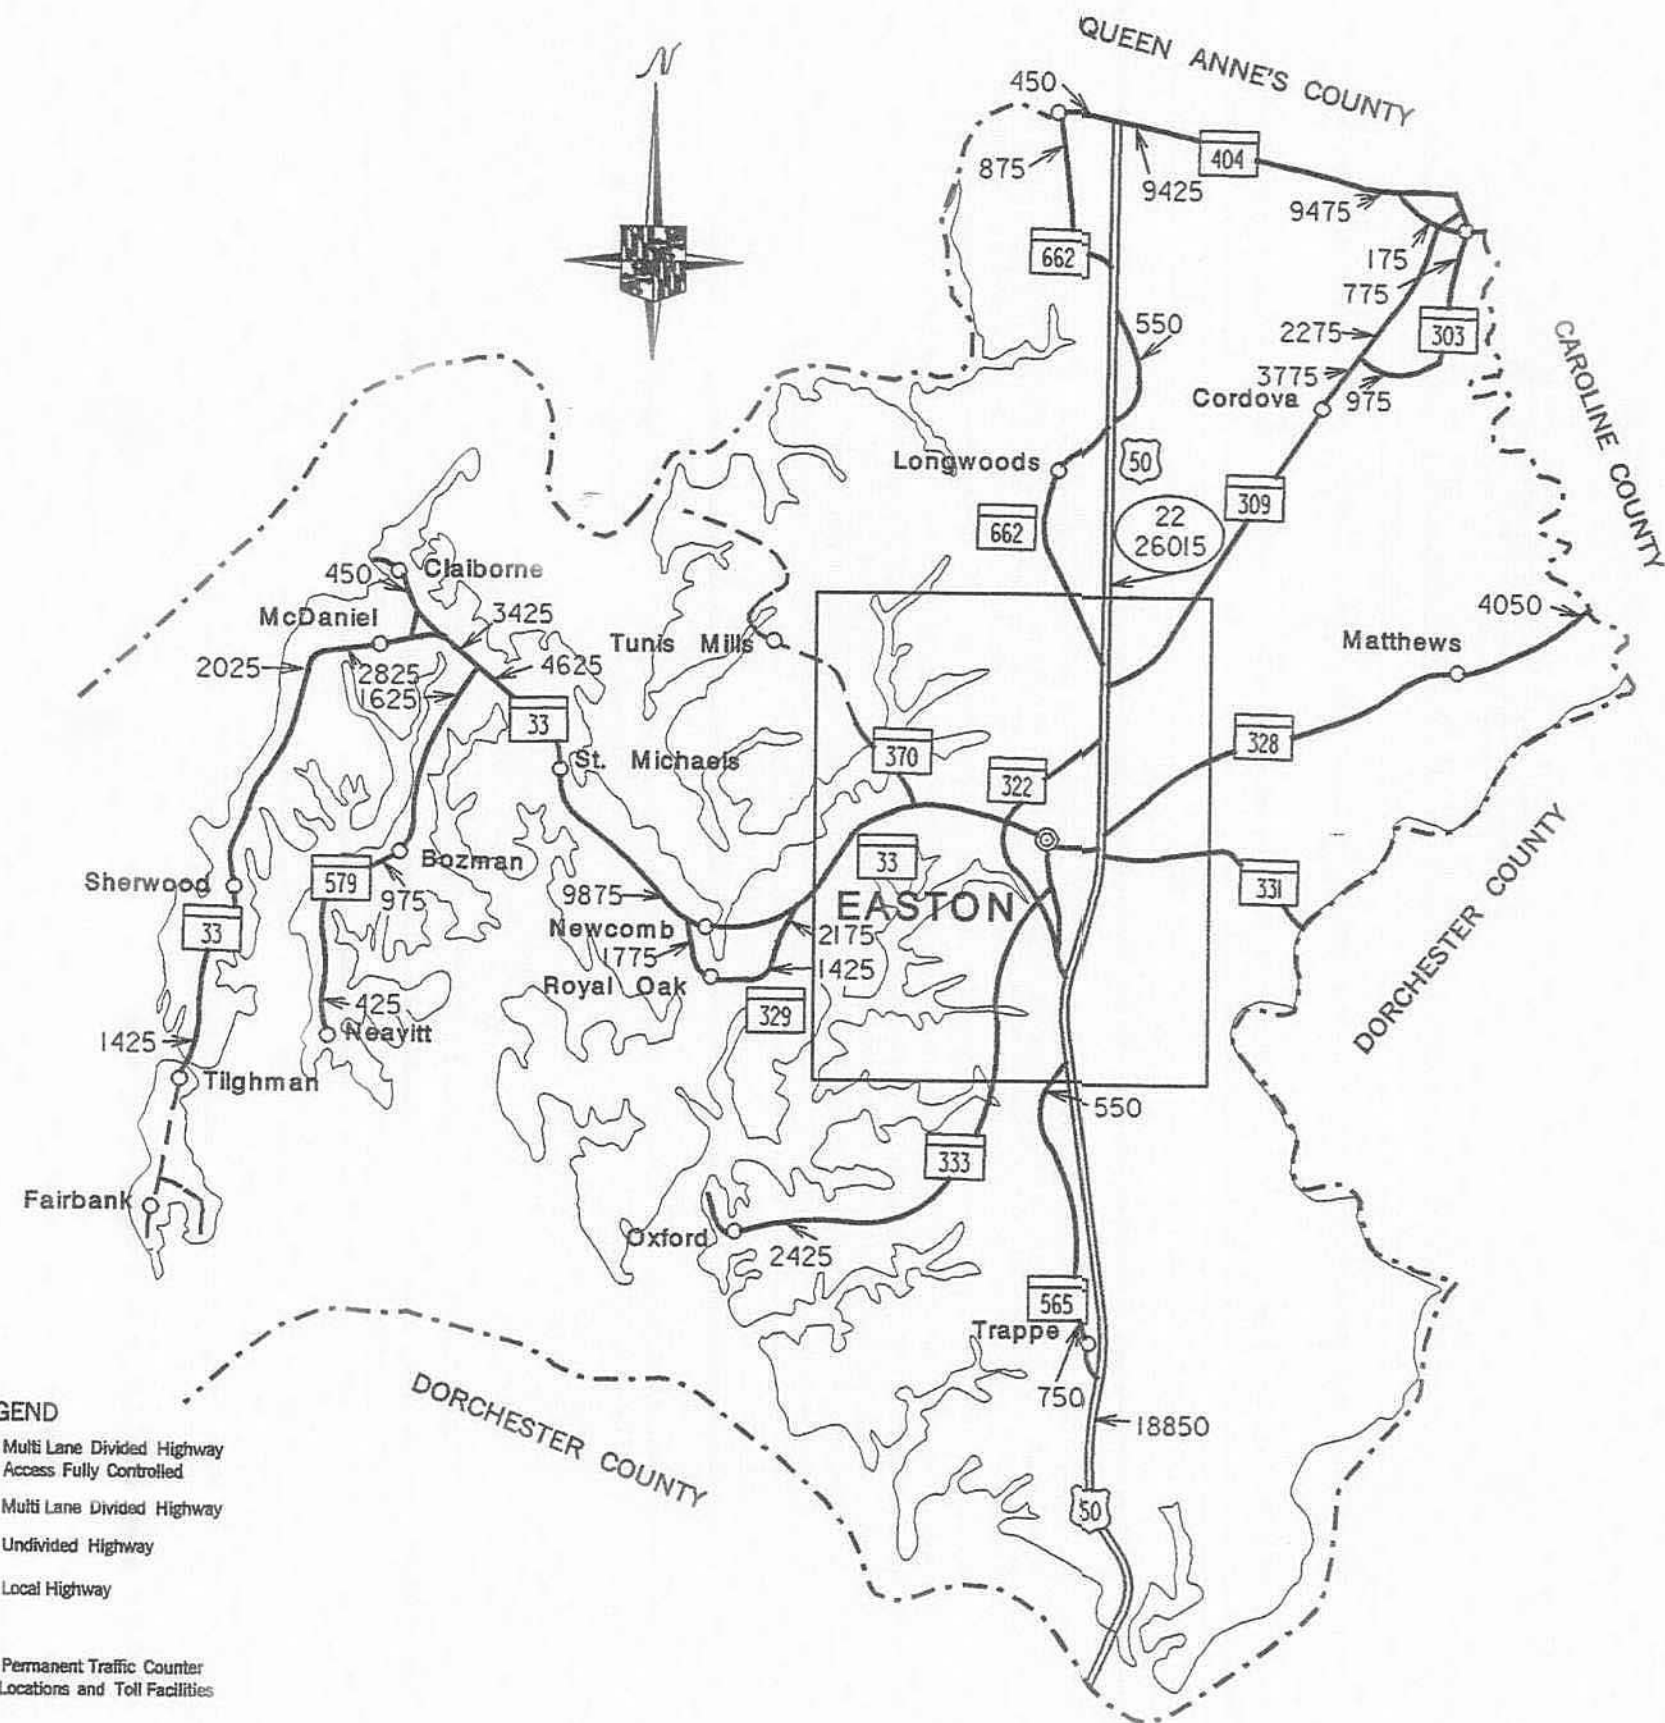 N
QUEEN ANNE'S COUNTY
450
875
404
9425
9475
662
175
775
303
550
2275
3775
Cordova
975
CAROLINE COUNTY
Longwoods
50
309
662
22
26015
450
Claiborne
McDaniel
3425
Tunis Mills
4050
Matthews
2025
2825
4625
1625
33
370
328
St. Michaels
322
33
Bozman
579
Sherwood
975
9875
EASTON
331
33
Newcomb
2175
DORCHESTER COUNTY
1775
1425
Royal Oak
425
329
Neavitt
1425
Tilghman
550
333
Fairbank
Oxford
2425
565
Trappe
750
18850
DORCHESTER COUNTY
50
GEND
Multi Lane Divided Highway
Access Fully Controlled
Multi Lane Divided Highway
Undivided Highway
Local Highway
Permanent Traffic Counter
Locations and Toll Facilities